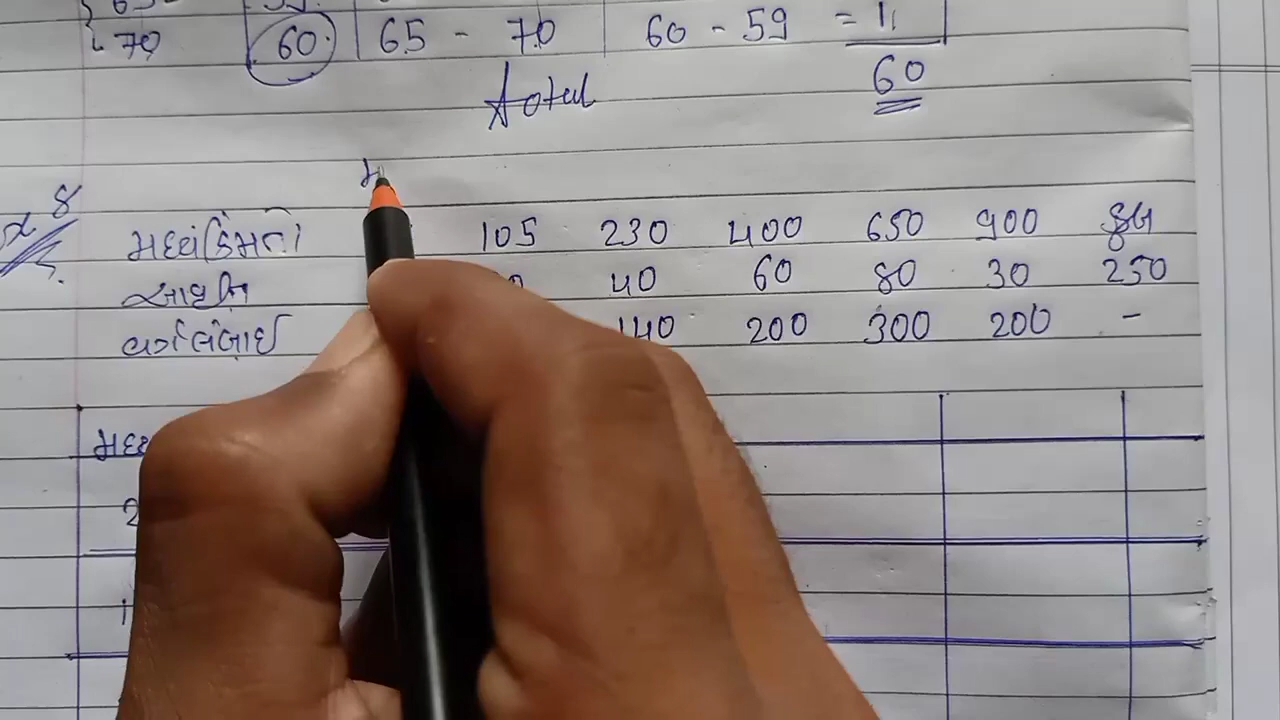 70 60 65 - 70 60 - 59 = 1
Total 60
8
મધ્યકિંમત 105 230 400 650 900 કુલ
આવૃત્તિ 40 60 80 30 250
વર્ગલંબાઈ 140 200 300 200 -